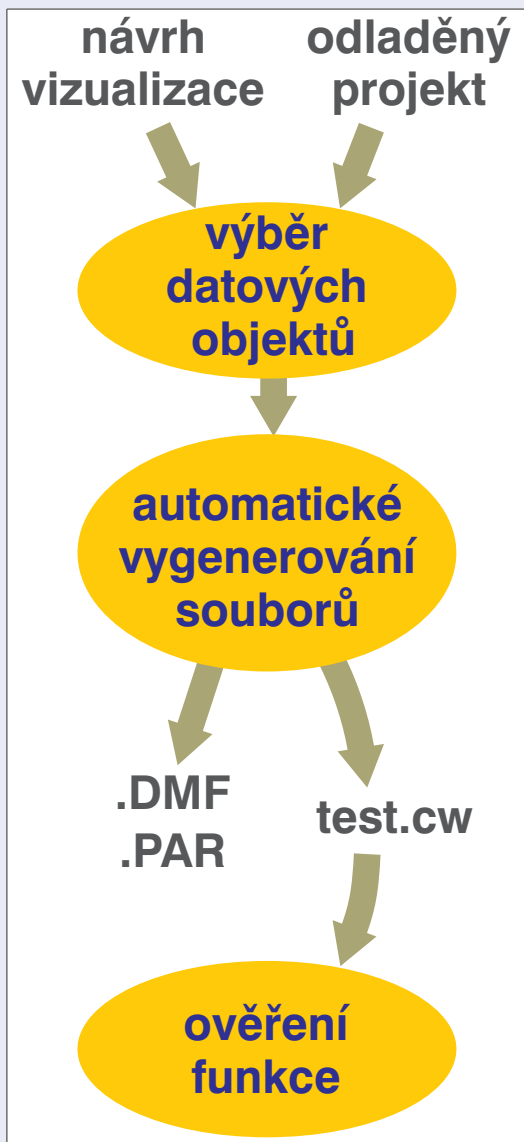 návrh
vizualizace
odladěný
projekt
výběr
datových
objektů
automatické
vygenerování
souborů
.DMF
.PAR
test.cw
ověření
funkce